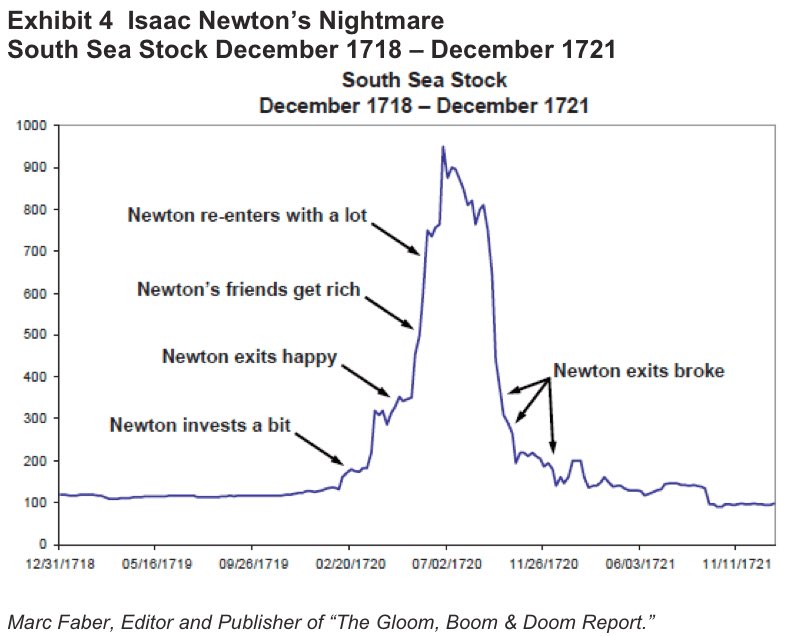 Exhibit 4  Isaac Newton’s Nightmare
South Sea Stock December 1718 – December 1721
South Sea Stock
December 1718 – December 1721
1000
900
800
700
600
500
400
300
200
100
0
Newton re-enters with a lot
Newton’s friends get rich
Newton exits happy
Newton invests a bit
Newton exits broke
12/31/1718
05/16/1719
09/26/1719
02/20/1720
07/02/1720
11/26/1720
06/03/1721
11/11/1721
Marc Faber, Editor and Publisher of “The Gloom, Boom & Doom Report.”